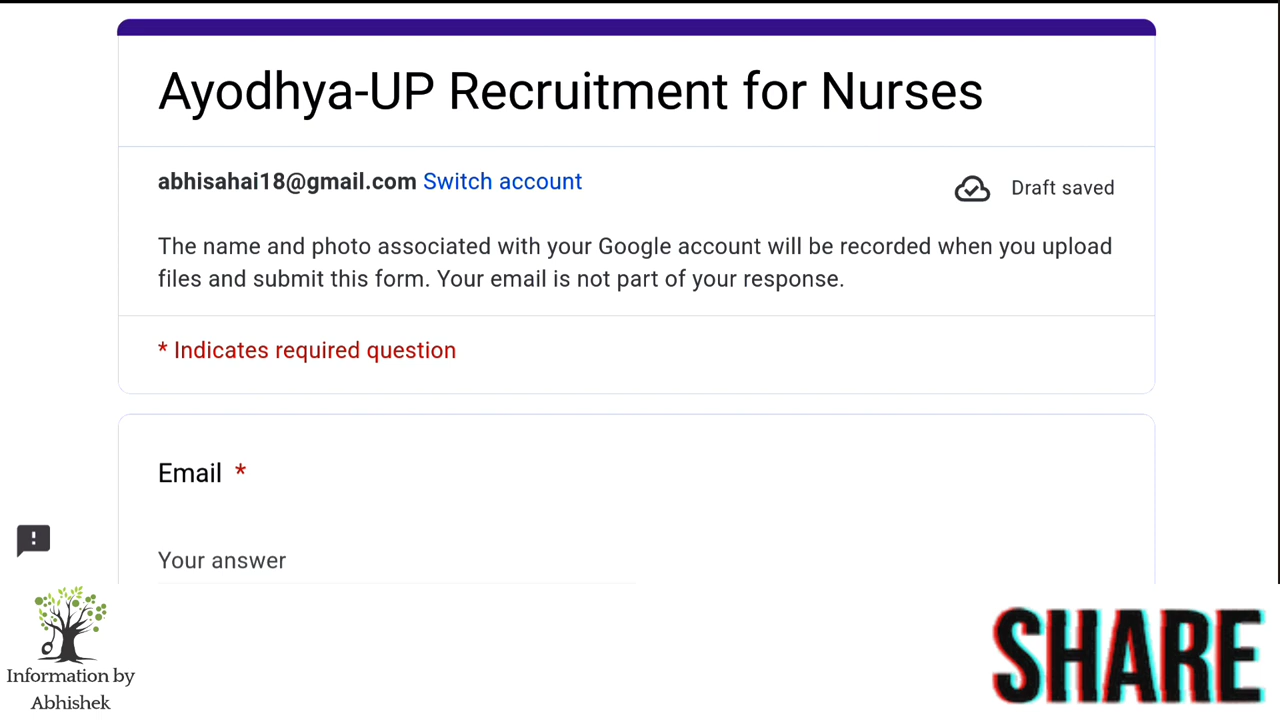 Ayodhya-UP Recruitment for Nurses
abhisahai18@gmail.com Switch account
Draft saved
The name and photo associated with your Google account will be recorded when you upload
files and submit this form. Your email is not part of your response.
* Indicates required question
Email *
Your answer
Information by
Abhishek
SHARE